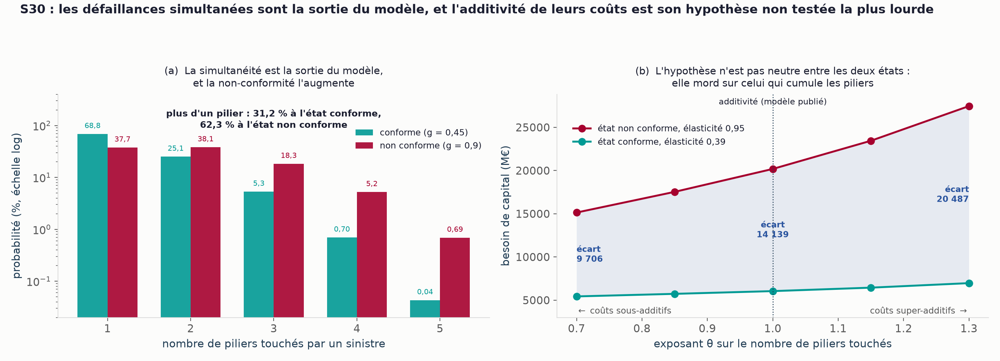 S30 : les défaillances simultanées sont la sortie du modèle, et l'additivité de leurs coûts est son hypothèse non testée la plus lourde
(a)  La simultanéité est la sortie du modèle,
et la non-conformité l'augmente
plus d'un pilier : 31,2 % à l'état conforme,
62,3 % à l'état non conforme
conforme (g = 0,45)
non conforme (g = 0,9)
probabilité (%, échelle log)
10²
10¹
10⁰
10⁻¹
68,8
37,7
25,1
38,1
5,3
18,3
0,70
5,2
0,04
0,69
1
2
3
4
5
nombre de piliers touchés par un sinistre
(b)  L'hypothèse n'est pas neutre entre les deux états :
elle mord sur celui qui cumule les piliers
additivité (modèle publié)
état non conforme, élasticité 0,95
état conforme, élasticité 0,39
besoin de capital (M€)
25000
20000
15000
10000
5000
écart
9 706
écart
14 139
écart
20 487
← coûts sous-additifs
coûts super-additifs →
0.7
0.8
0.9
1.0
1.1
1.2
1.3
exposant θ sur le nombre de piliers touchés